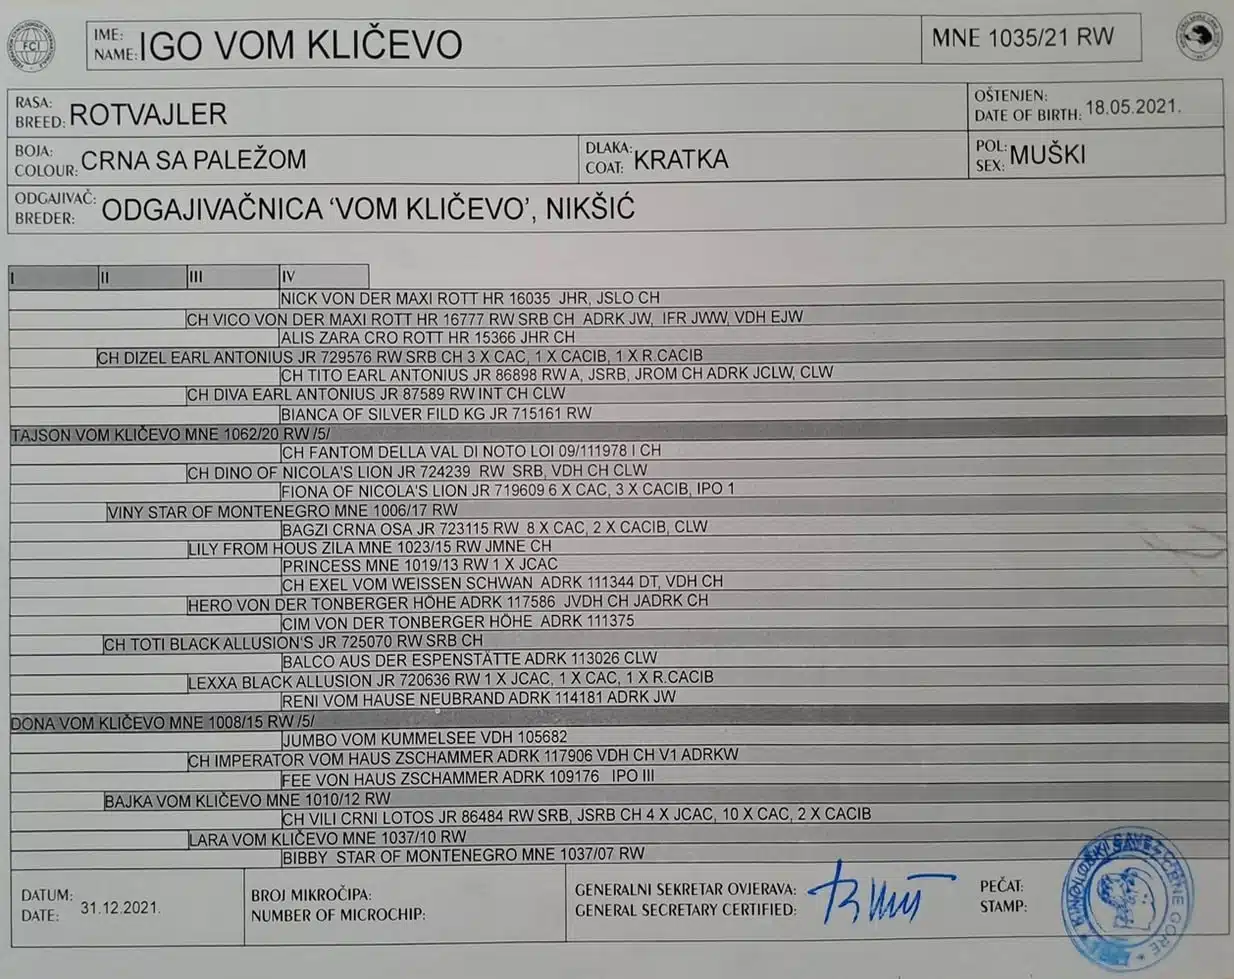 FCI
IME:
NAME: IGO VOM KLIČEVO
MNE 1035/21 RW
RASA:
BREED: ROTVAJLER
OŠTENJEN:
DATE OF BIRTH: 18.05.2021.
BOJA:
COLOUR: CRNA SA PALEŽOM
DLAKA:
COAT: KRATKA
POL:
SEX: MUŠKI
ODGAJIVAČ:
BREDER: ODGAJIVAČNICA ‘VOM KLIČEVO’, NIKŠIĆ
I II III IV
NICK VON DER MAXI ROTT HR 16035 JHR, JSLO CH
CH VICO VON DER MAXI ROTT HR 16777 RW SRB CH ADRK JW, IFR JWW, VDH EJW
ALIS ZARA CRO ROTT HR 15366 JHR CH
CH DIZEL EARL ANTONIUS JR 729576 RW SRB CH 3 X CAC, 1 X CACIB, 1 X R.CACIB
CH TITO EARL ANTONIUS JR 86898 RW A, JSRB, JROM CH ADRK JCLW, CLW
CH DIVA EARL ANTONIUS JR 87589 RW INT CH CLW
BIANCA OF SILVER FILD KG JR 715161 RW
TAJSON VOM KLIČEVO MNE 1062/20 RW /5/
CH FANTOM DELLA VAL DI NOTO LOI 09/111978 I CH
CH DINO OF NICOLA'S LION JR 724239 RW SRB, VDH CH CLW
FIONA OF NICOLA'S LION JR 719609 6 X CAC, 3 X CACIB, IPO 1
VINY STAR OF MONTENEGRO MNE 1006/17 RW
BAGZI CRNA OSA JR 723115 RW 8 X CAC, 2 X CACIB, CLW
LILY FROM HOUS ZILA MNE 1023/15 RW JMNE CH
PRINCESS MNE 1019/13 RW 1 X JCAC
CH EXEL VOM WEISSEN SCHWAN ADRK 111344 DT, VDH CH
HERO VON DER TONBERGER HÖHE ADRK 117586 JVDH CH JADRK CH
CIM VON DER TONBERGER HÖHE ADRK 111375
CH TOTI BLACK ALLUSION'S JR 725070 RW SRB CH
BALCO AUS DER ESPENSTÄTTE ADRK 113026 CLW
LEXXA BLACK ALLUSION JR 720636 RW 1 X JCAC, 1 X CAC, 1 X R.CACIB
RENI VOM HAUSE NEUBRAND ADRK 114181 ADRK JW
DONA VOM KLIČEVO MNE 1008/15 RW /5/
JUMBO VOM KUMMELSEE VDH 105682
CH IMPERATOR VOM HAUS ZSCHAMMER ADRK 117906 VDH CH V1 ADRKW
FEE VON HAUS ZSCHAMMER ADRK 109176 IPO III
BAJKA VOM KLIČEVO MNE 1010/12 RW
CH VILI CRNI LOTOS JR 86484 RW SRB, JSRB CH 4 X JCAC, 10 X CAC, 2 X CACIB
LARA VOM KLIČEVO MNE 1037/10 RW
BIBBY STAR OF MONTENEGRO MNE 1037/07 RW
DATUM:
DATE: 31.12.2021.
BROJ MIKROČIPA:
NUMBER OF MICROCHIP:
GENERALNI SEKRETAR OVJERAVA:
GENERAL SECRETARY CERTIFIED:
PEČAT:
STAMP:
KINOLOŠKI SAVEZ CRNE GORE